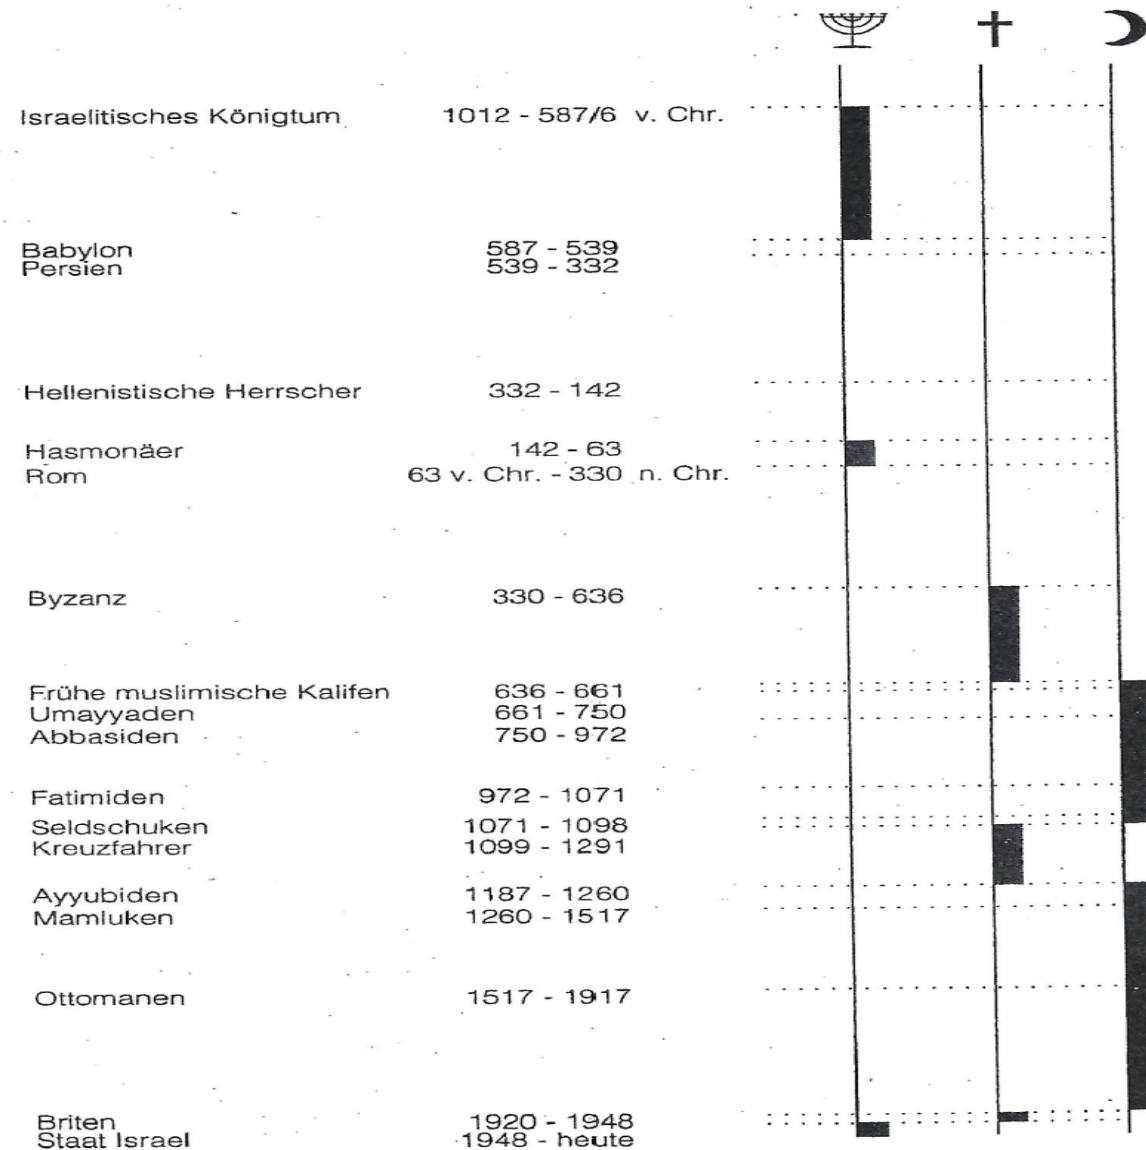 Israelitisches Königtum 1012 - 587/6 v. Chr.
Babylon 587 - 539
Persien 539 - 332
Hellenistische Herrscher 332 - 142
Hasmonäer 142 - 63
Rom 63 v. Chr. - 330 n. Chr.
Byzanz 330 - 636
Frühe muslimische Kalifen 636 - 661
Umayyaden 661 - 750
Abbasiden 750 - 972
Fatimiden 972 - 1071
Seldschuken 1071 - 1098
Kreuzfahrer 1099 - 1291
Ayyubiden 1187 - 1260
Mamluken 1260 - 1517
Ottomanen 1517 - 1917
Briten 1920 - 1948
Staat Israel 1948 - heute